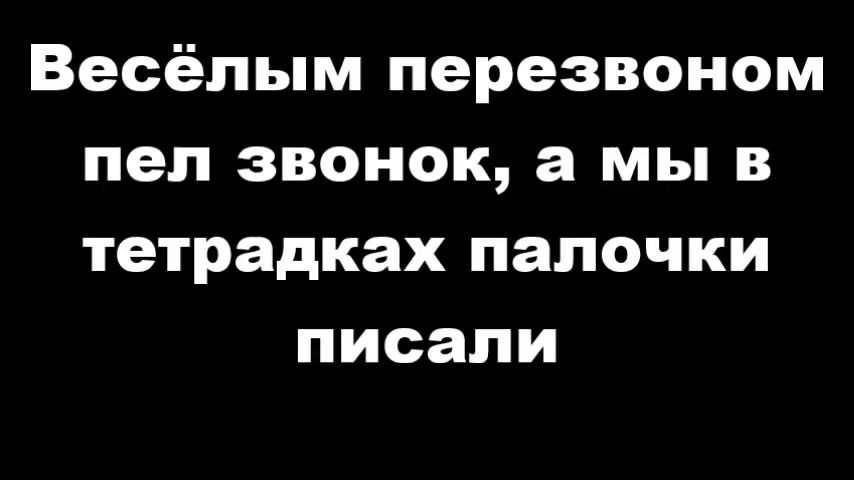 Весёлым перезвоном
пел звонок, а мы в
тетрадках палочки
писали